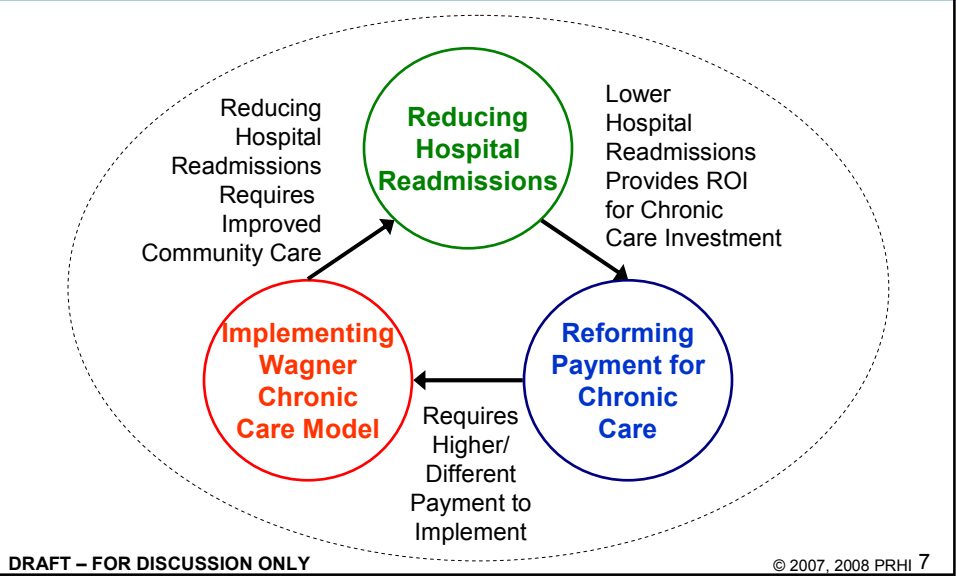 Reducing
Hospital
Readmissions
Requires
Improved
Community Care
Reducing
Hospital
Readmissions
Lower
Hospital
Readmissions
Provides ROI
for Chronic
Care Investment
Implementing
Wagner
Chronic
Care Model
Requires
Higher/
Different
Payment to
Implement
Reforming
Payment for
Chronic
Care
DRAFT – FOR DISCUSSION ONLY
© 2007, 2008 PRHI 7